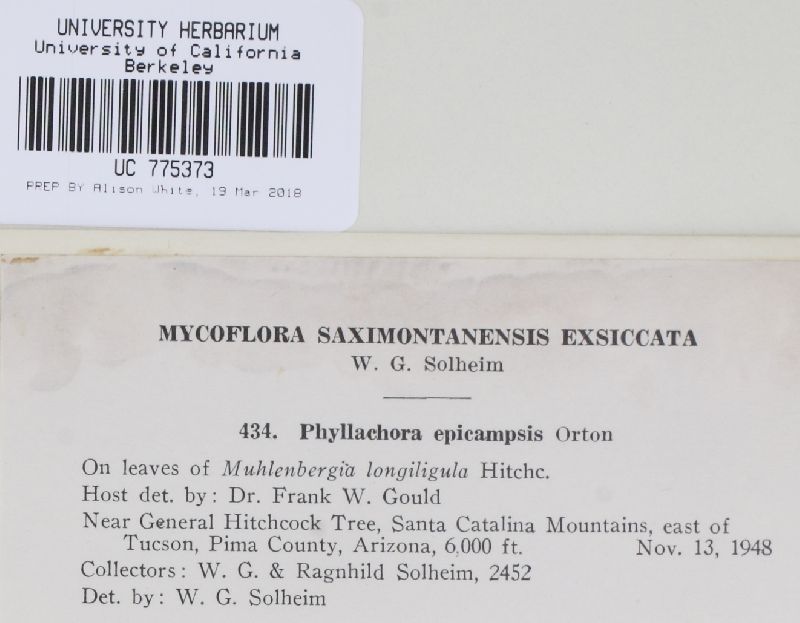 UNIVERSITY HERBARIUM
University of California
Berkeley
UC 775373
PREP BY Alison White, 19 Mar 2018
MYCOFLORA SAXIMONTANENSIS EXSICCATA
W. G. Solheim
434. Phyllachora epicampsis Orton
On leaves of Muhlenbergia longiligula Hitchc.
Host det. by: Dr. Frank W. Gould
Near General Hitchcock Tree, Santa Catalina Mountains, east of
Tucson, Pima County, Arizona, 6,000 ft. Nov. 13, 1948
Collectors: W. G. & Ragnhild Solheim, 2452
Det. by: W. G. Solheim